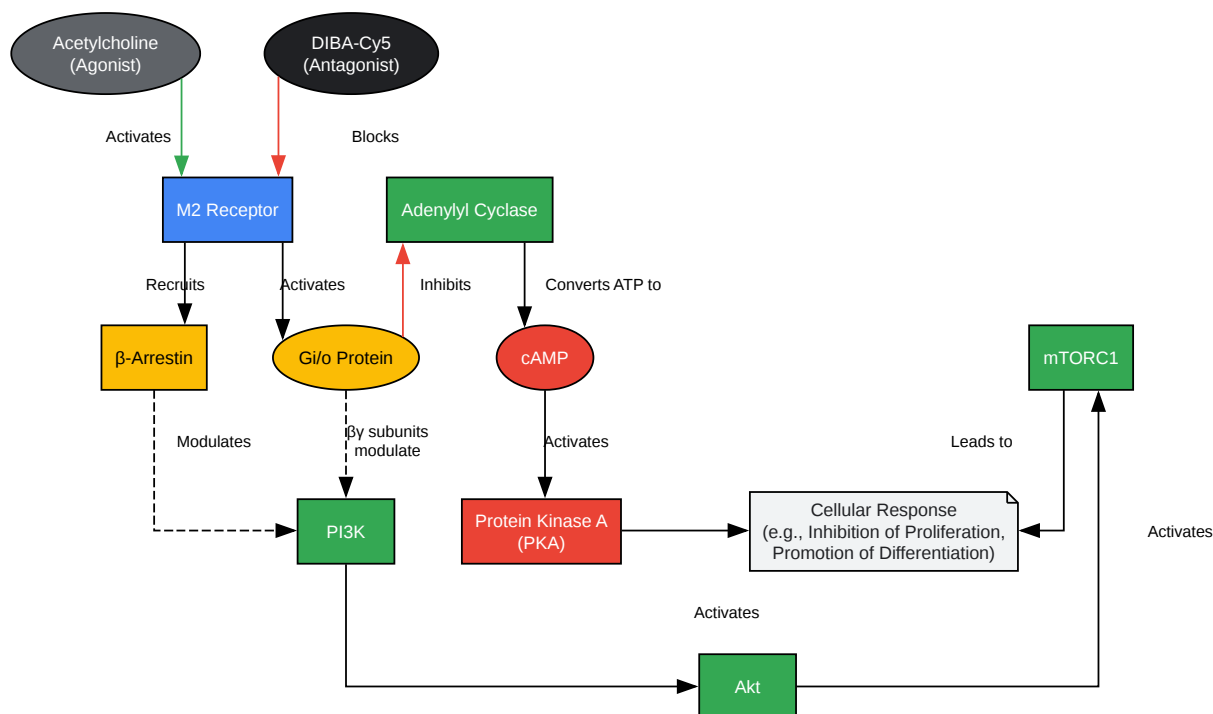 Acetylcholine
(Agonist)
DIBA-Cy5
(Antagonist)
Activates
Blocks
M2 Receptor
Adenylyl Cyclase
Recruits
Activates
Inhibits
Converts ATP to
β-Arrestin
Gi/o Protein
cAMP
mTORC1
Modulates
βγ subunits
modulate
Activates
Leads to
PI3K
Protein Kinase A
(PKA)
Cellular Response
(e.g., Inhibition of Proliferation,
Promotion of Differentiation)
Activates
Activates
Akt